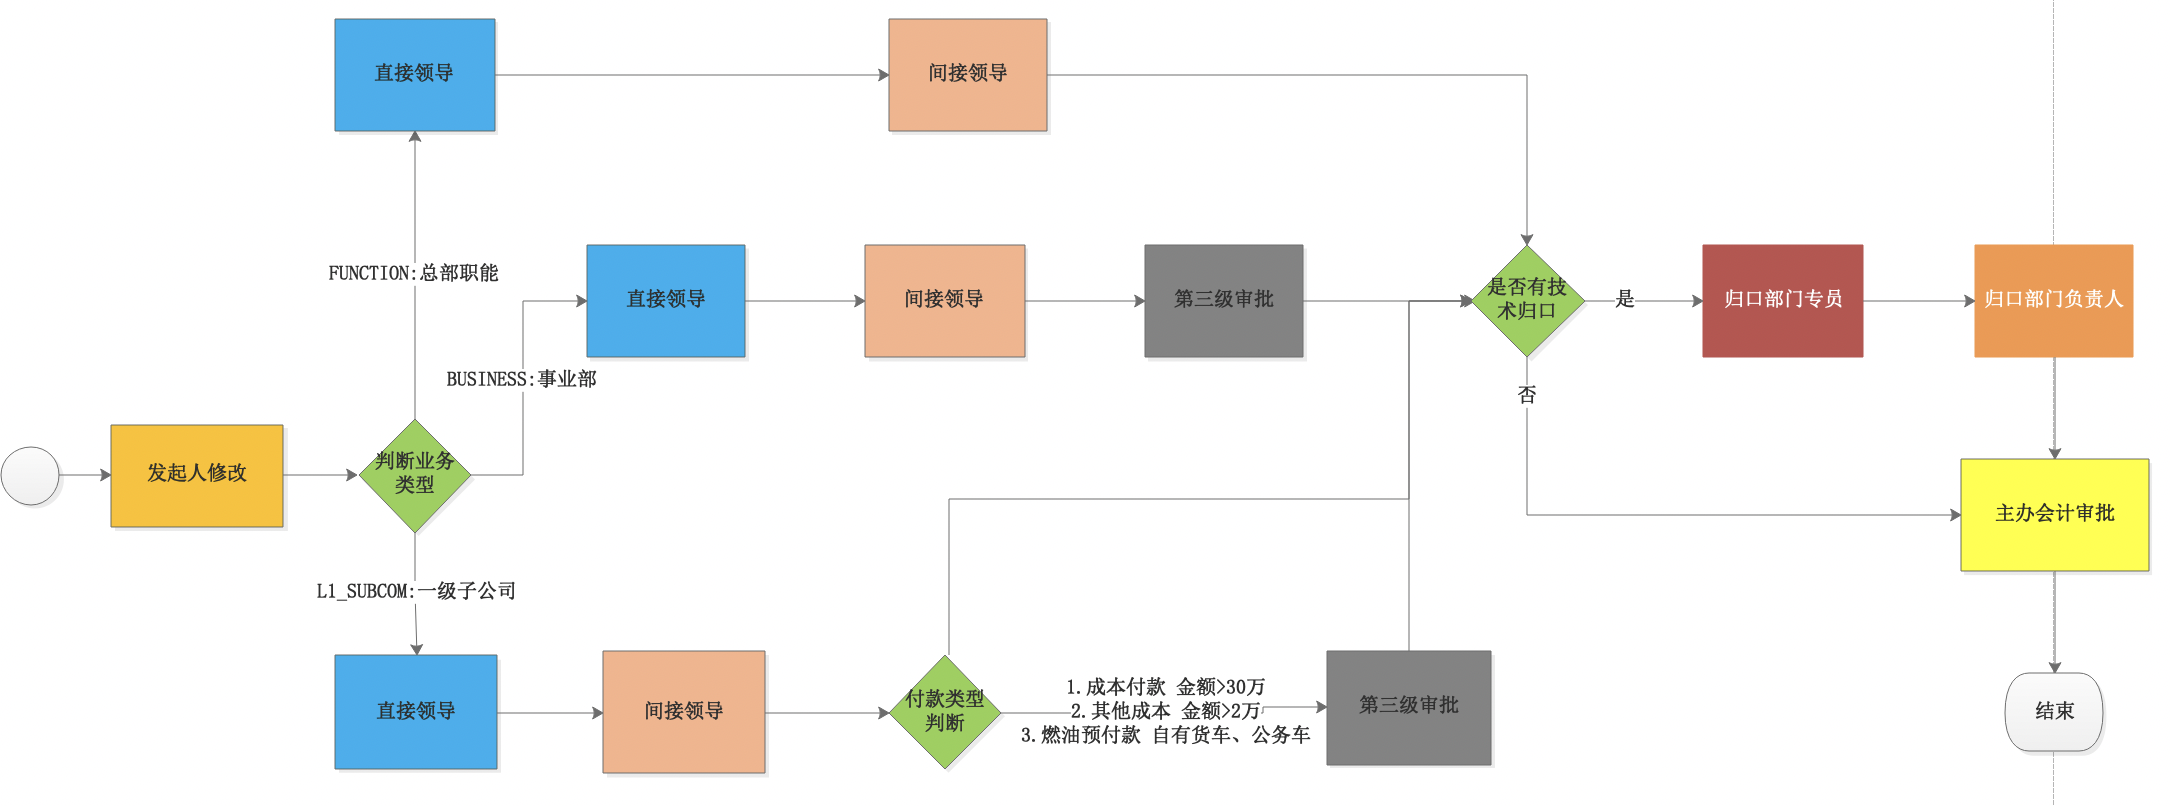 直接领导
间接领导
FUNCTION:总部职能
直接领导
间接领导
第三级审批
是否有技
术归口
是
归口部门专员
归口部门负责人
BUSINESS:事业部
否
发起人修改
判断业务
类型
主办会计审批
L1_SUBCOM:一级子公司
直接领导
间接领导
付款类型
判断
1.成本付款 金额>30万
2.其他成本 金额>2万
3.燃油预付款 自有货车、公务车
第三级审批
结束